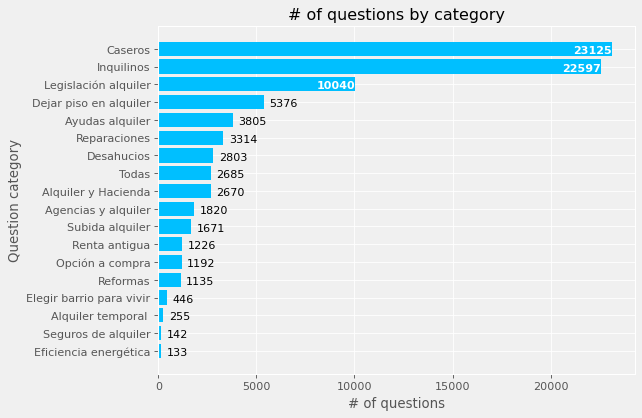 # of questions by category
Caseros 23125
Inquilinos 22597
Legislación alquiler 10040
Dejar piso en alquiler 5376
Ayudas alquiler 3805
Reparaciones 3314
Desahucios 2803
Todas 2685
Alquiler y Hacienda 2670
Agencias y alquiler 1820
Subida alquiler 1671
Renta antigua 1226
Opción a compra 1192
Reformas 1135
Elegir barrio para vivir 446
Alquiler temporal 255
Seguros de alquiler 142
Eficiencia energética 133
Question category
0 5000 10000 15000 20000
# of questions